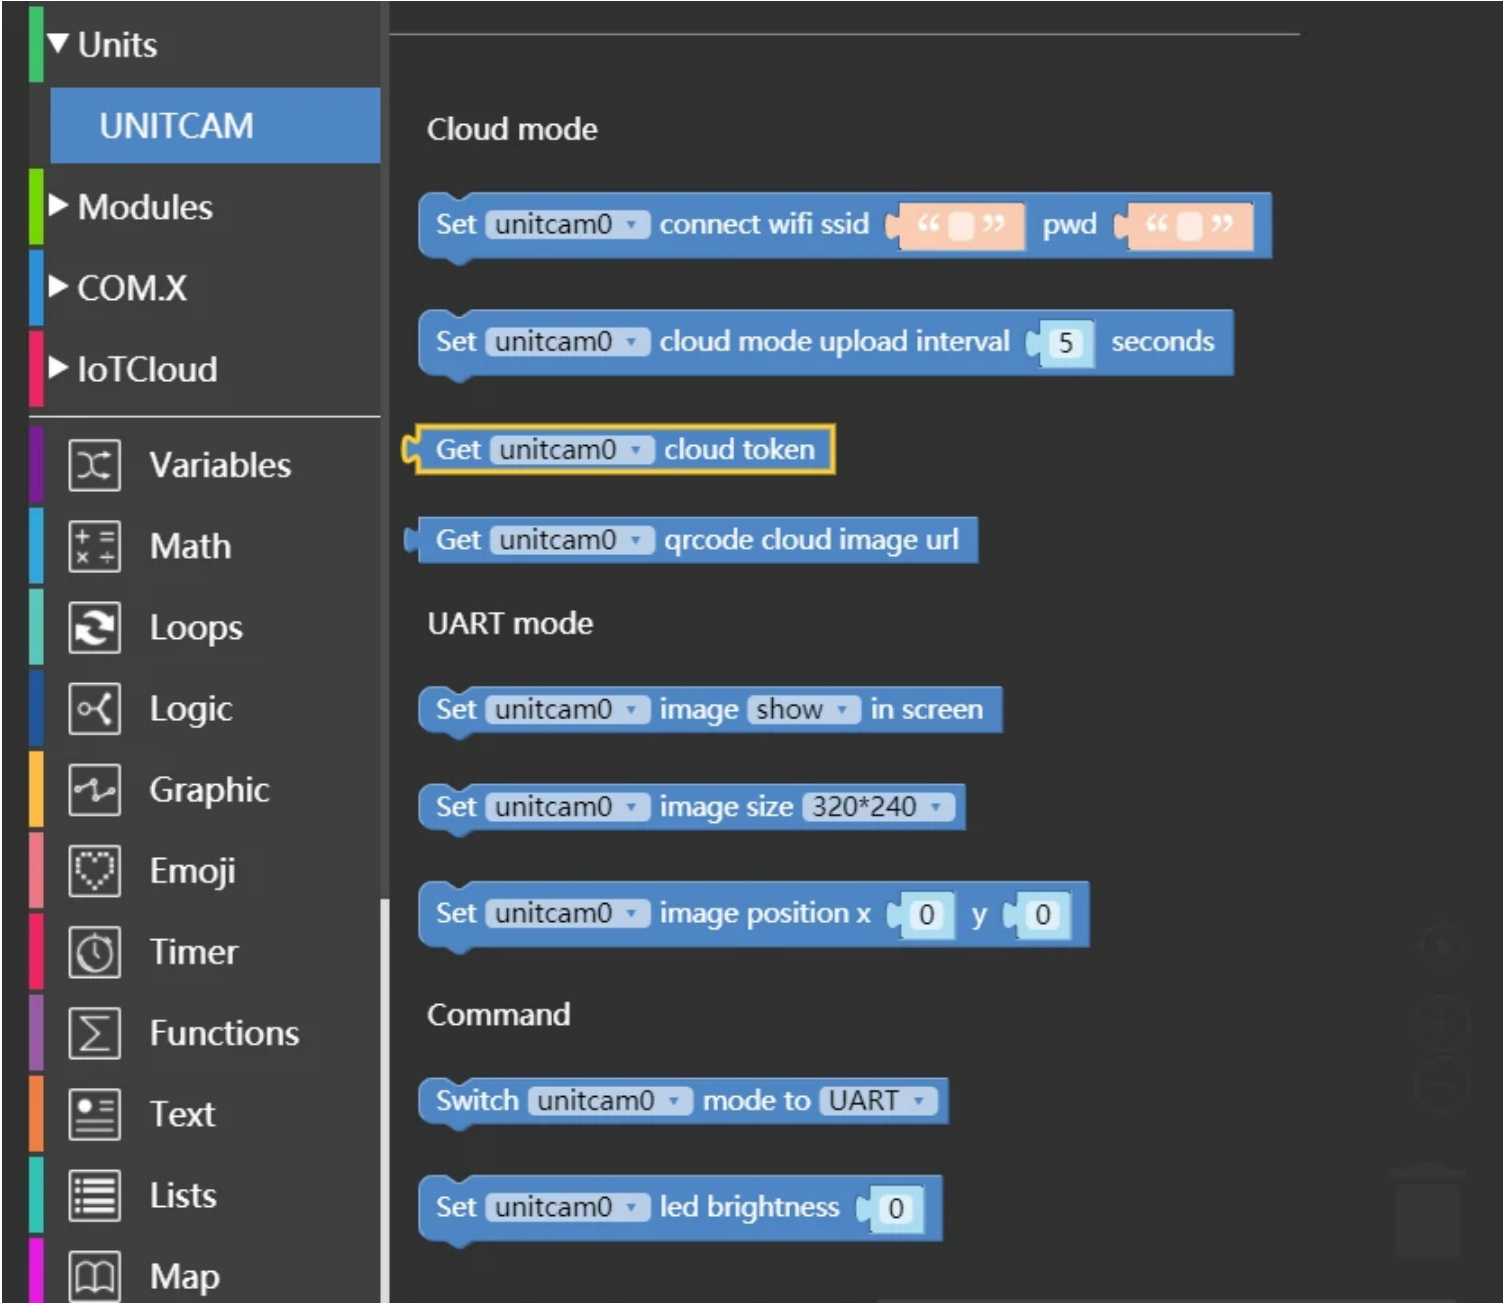 Units
UNITCAM
Modules
COM.X
IoTCloud
Variables
Math
Loops
Logic
Graphic
Emoji
Timer
Functions
Text
Lists
Map
Cloud mode
Set unitcam0 connect wifi ssid “ ” pwd “ ”
Set unitcam0 cloud mode upload interval 5 seconds
Get unitcam0 cloud token
Get unitcam0 qrcode cloud image url
UART mode
Set unitcam0 image show in screen
Set unitcam0 image size 320*240
Set unitcam0 image position x 0 y 0
Command
Switch unitcam0 mode to UART
Set unitcam0 led brightness 0